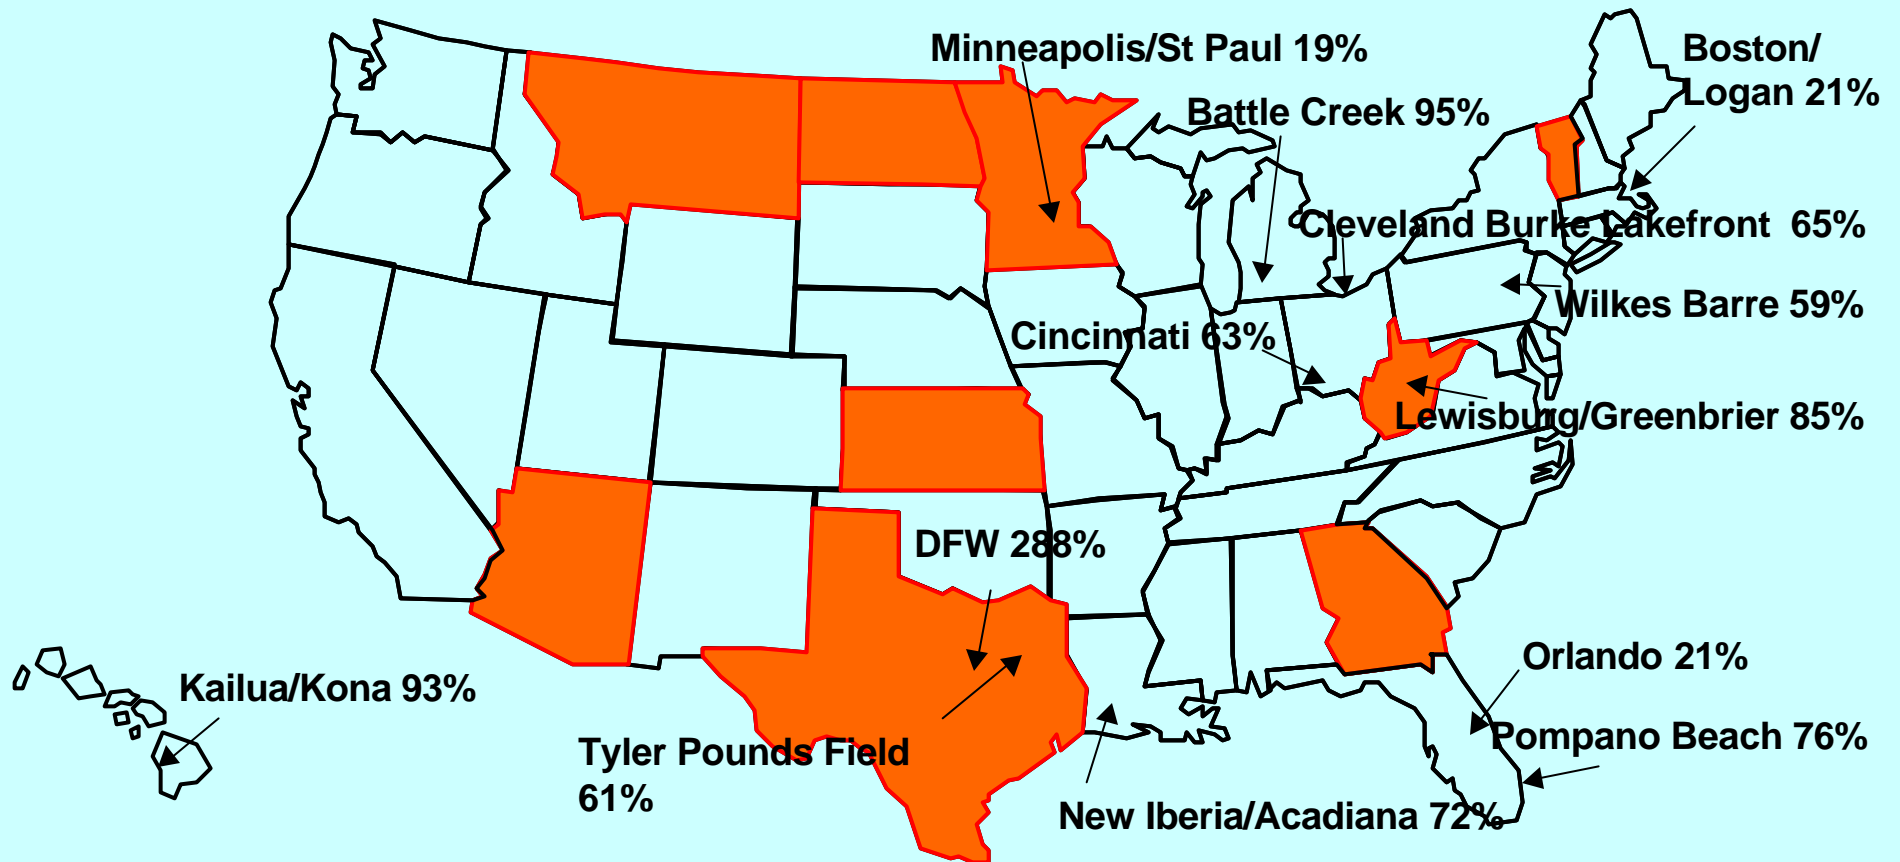 Minneapolis/St Paul 19%
Boston/
Logan 21%
Battle Creek 95%
Cleveland Burke Lakefront  65%
Wilkes Barre 59%
Cincinnati 63%
Lewisburg/Greenbrier 85%
DFW 288%
Orlando 21%
Kailua/Kona 93%
Pompano Beach 76%
Tyler Pounds Field
61%
New Iberia/Acadiana 72%